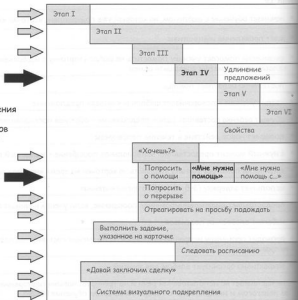 Этап I
Этап II
Этап III
Этап IV
Удлинение
предложений
Этап V
ния
Этап VI
ов
Свойства
«Хочешь?»
Попросить
о помощи
«Мне нужна
помощь»
«Мне нужна
помощь с..»
Попросить
о перерыве
Отреагировать на просьбу подождать
Выполнить задание,
указанное на карточке
Следовать расписанию
«Давай заключим сделку»
Системы визуального подкрепления